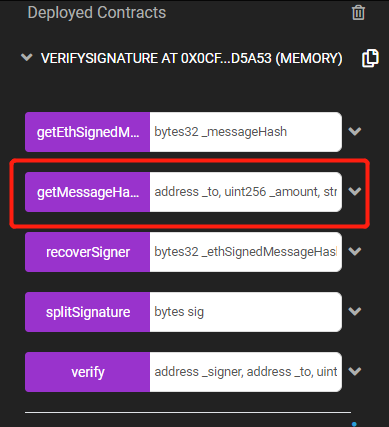 Deployed Contracts
VERIFYSIGNATURE AT 0X0CF...D5A53 (MEMORY)
getEthSignedM... bytes32 _messageHash
getMessageHa... address _to, uint256 _amount, str
recoverSigner bytes32 _ethSignedMessageHas
splitSignature bytes sig
verify address _signer, address _to, uint